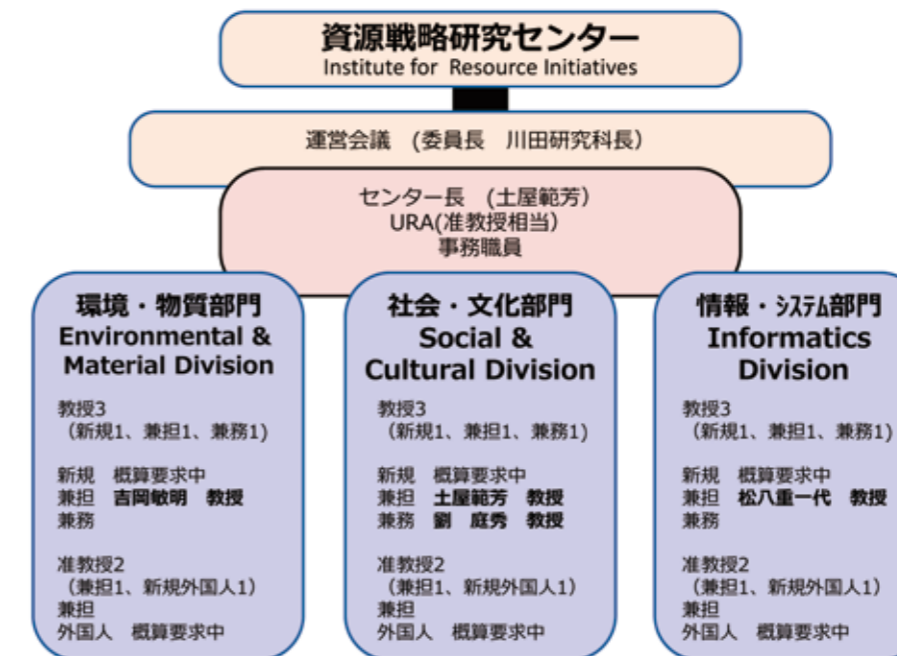 資源戦略研究センター
Institute for Resource Initiatives
運営会議　(委員長　川田研究科長）
センター長　(土屋範芳）
URA(准教授相当）
事務職員
環境・物質部門
Environmental &
Material Division
教授3
（新規1、兼担1、兼務1)
新規　概算要求中
兼担　吉岡敏明　教授
兼務
准教授2
（兼担1、新規外国人1）
兼担
外国人　概算要求中
社会・文化部門
Social &
Cultural Division
教授3
（新規1、兼担1、兼務1)
新規　概算要求中
兼担　土屋範芳　教授
兼務　劉　庭秀　教授
准教授2
（兼担1、新規外国人1）
兼担
外国人　概算要求中
情報・ｼｽﾃﾑ部門
Informatics
Division
教授3
（新規1、兼担1、兼務1)
新規　概算要求中
兼担　松八重一代　教授
兼務
准教授2
（兼担1、新規外国人1）
兼担
外国人　概算要求中